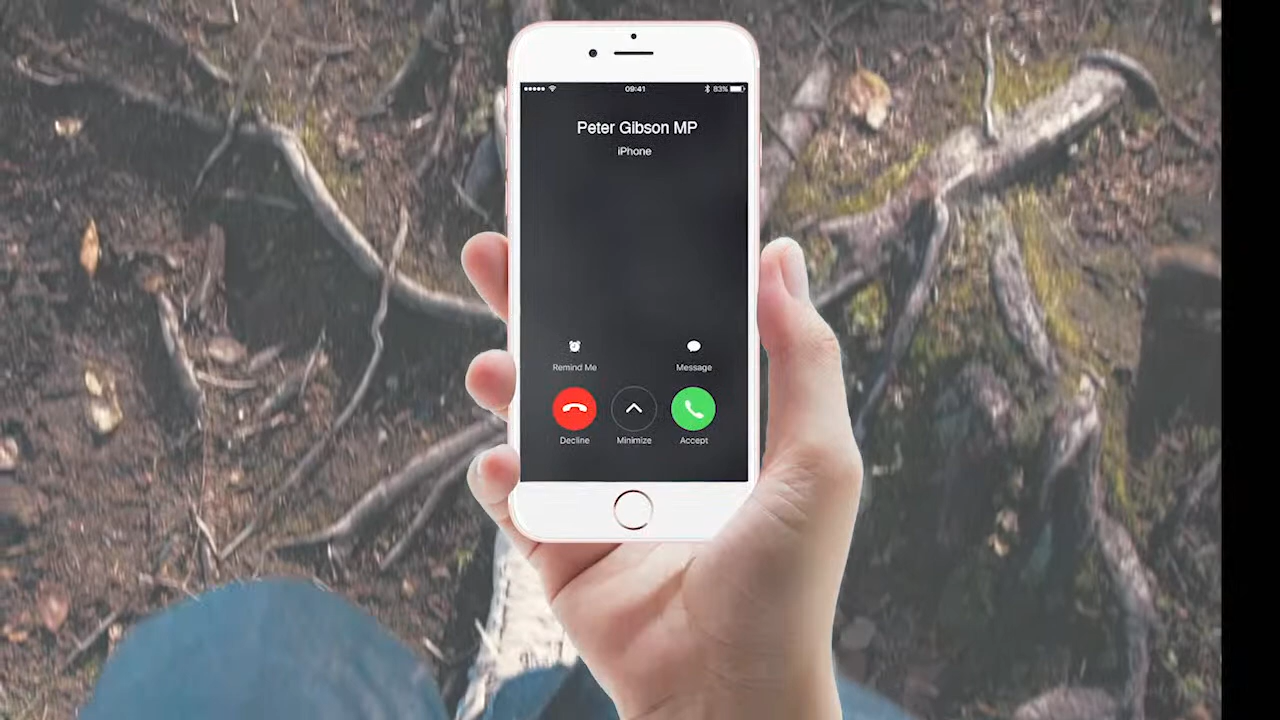 09:41
83%
Peter Gibson MP
iPhone
Remind Me
Message
Decline
Minimize
Accept